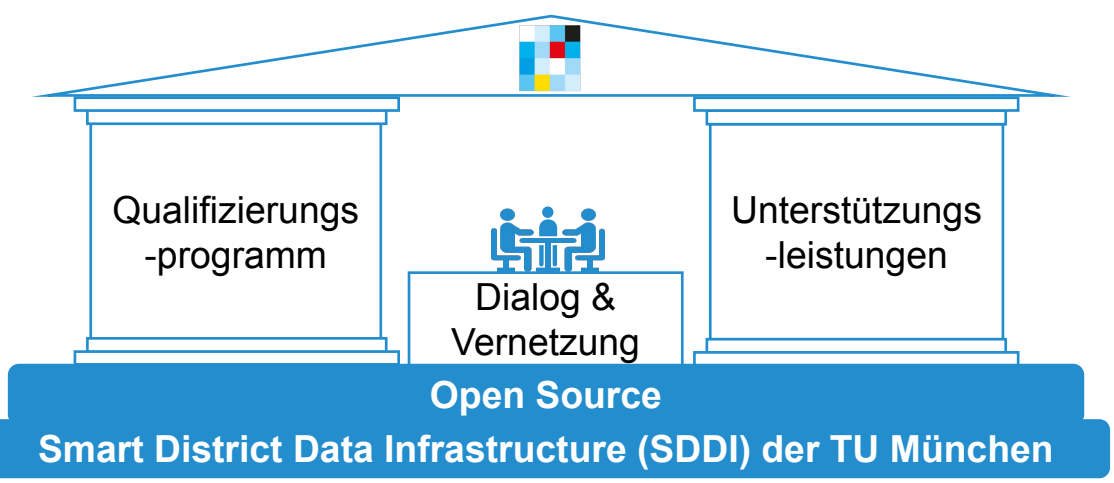 Qualifizierungs
-programm
Unterstützungs
-leistungen
Dialog &
Vernetzung
Open Source
Smart District Data Infrastructure (SDDI) der TU München